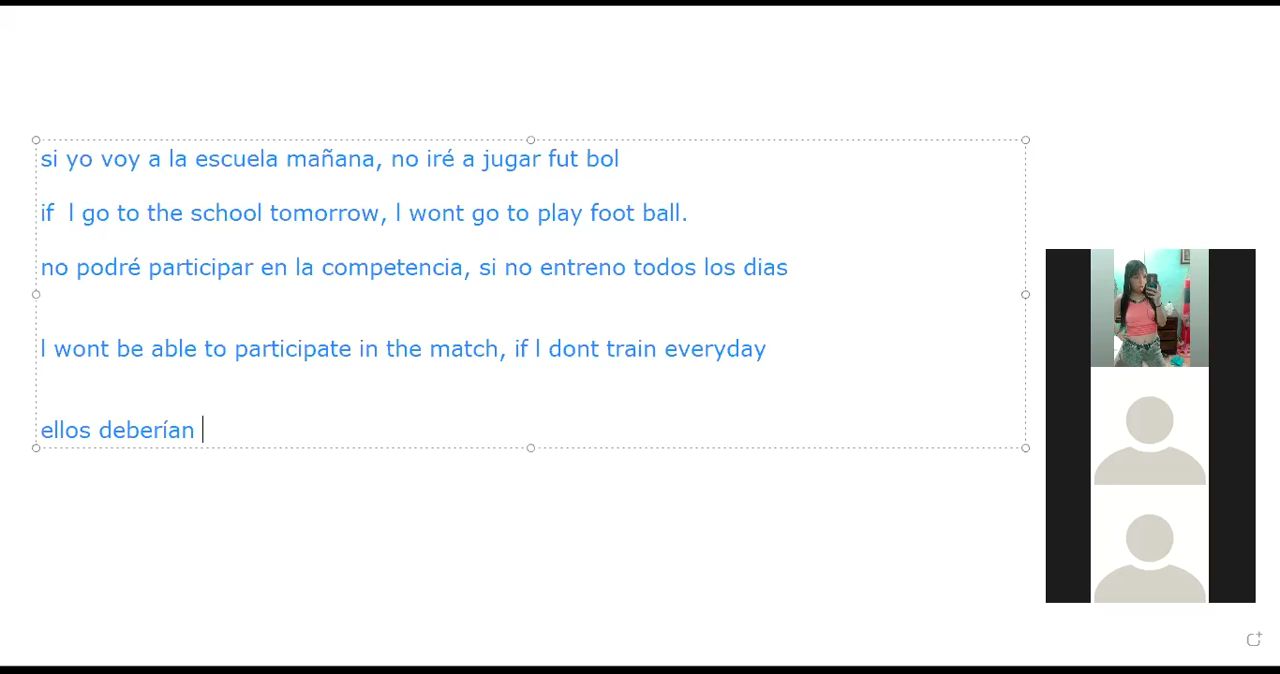 si yo voy a la escuela mañana, no iré a jugar fut bol
if  l go to the school tomorrow, l wont go to play foot ball.
no podré participar en la competencia, si no entreno todos los dias
l wont be able to participate in the match, if l dont train everyday
ellos deberían